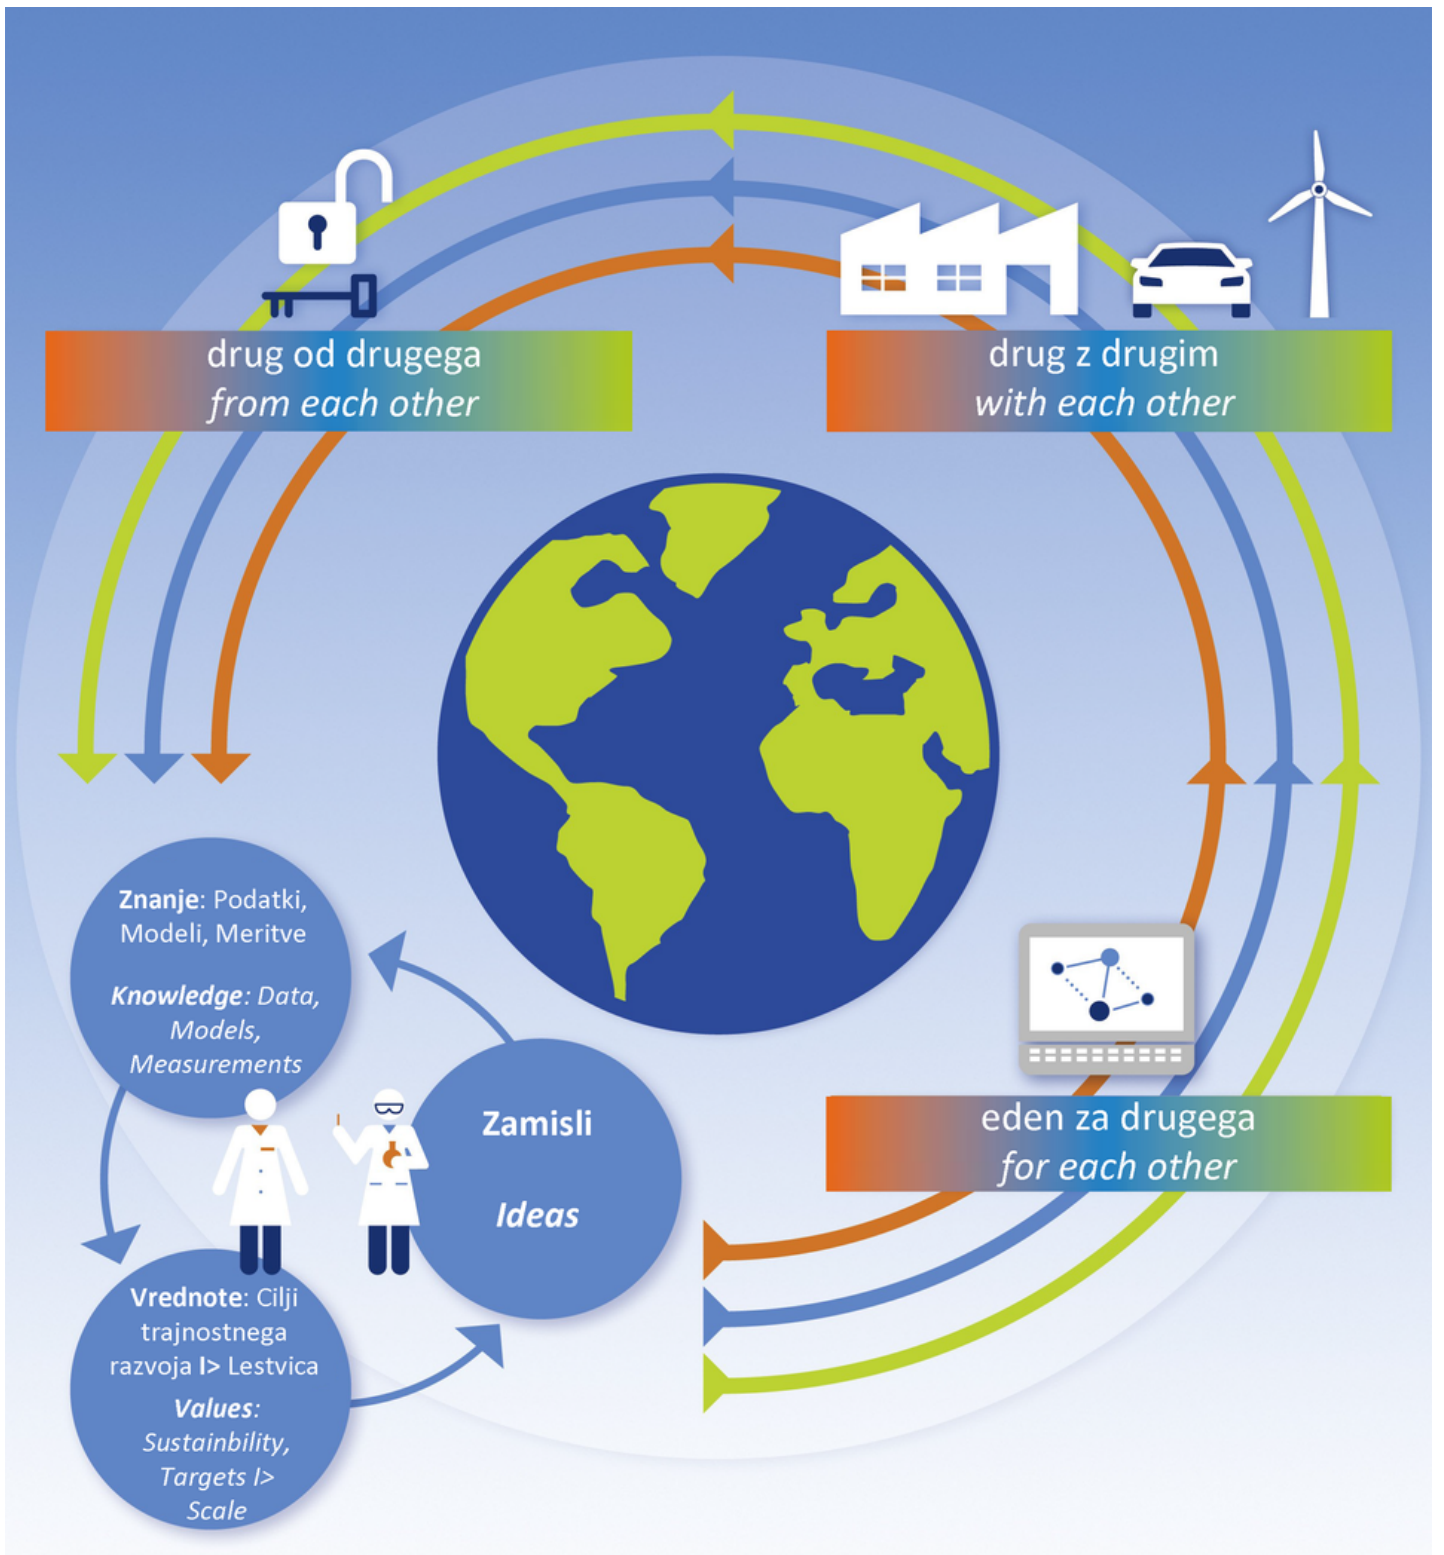 drug od drugega
from each other
drug z drugim
with each other
Znanje: Podatki,
Modeli, Meritve
Knowledge: Data,
Models,
Measurements
Zamisli
Ideas
eden za drugega
for each other
Vrednote: Cilji
trajnostnega
razvoja I> Lestvica
Values:
Sustainbility,
Targets I>
Scale